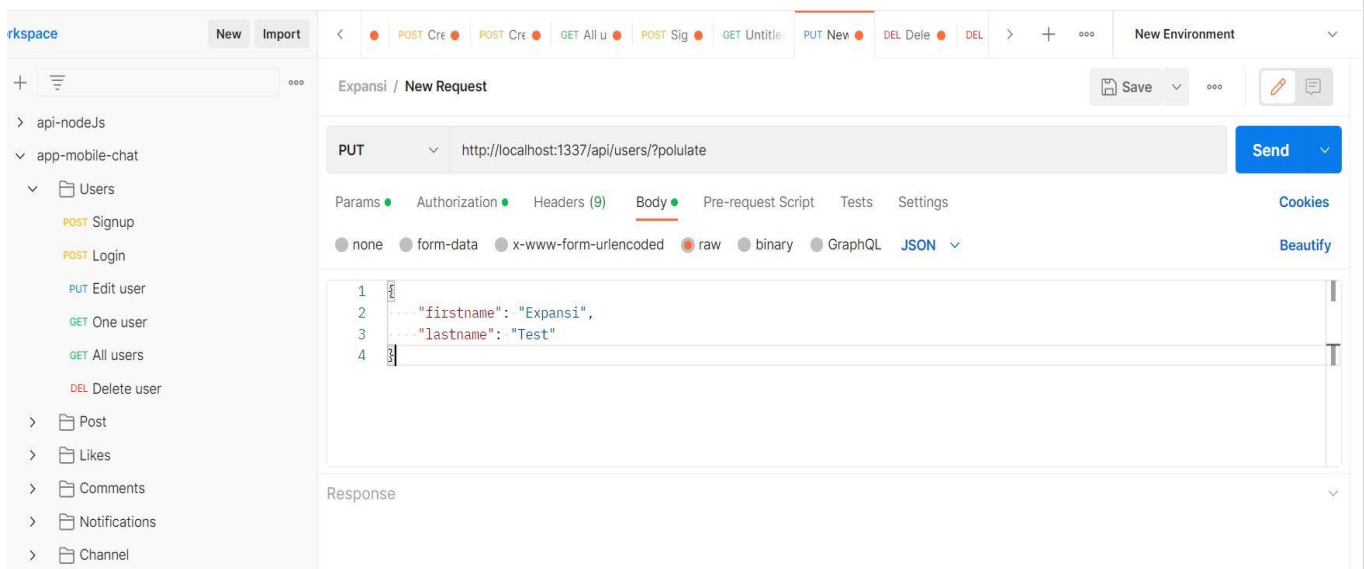 rkspace New Import
POST Cre POST Cre GET All u POST Sig GET Untitle PUT New DEL Dele DEL New Environment
Expansi / New Request Save
api-nodeJs
app-mobile-chat
PUT http://localhost:1337/api/users/?polulate Send
Users
Params Authorization Headers (9) Body Pre-request Script Tests Settings Cookies
POST Signup
none form-data x-www-form-urlencoded raw binary GraphQL JSON Beautify
POST Login
PUT Edit user
1 {
2 "firstname": "Expansi",
3 "lastname": "Test"
4 }
GET One user
GET All users
DEL Delete user
Post
Likes
Comments
Notifications
Channel
Response